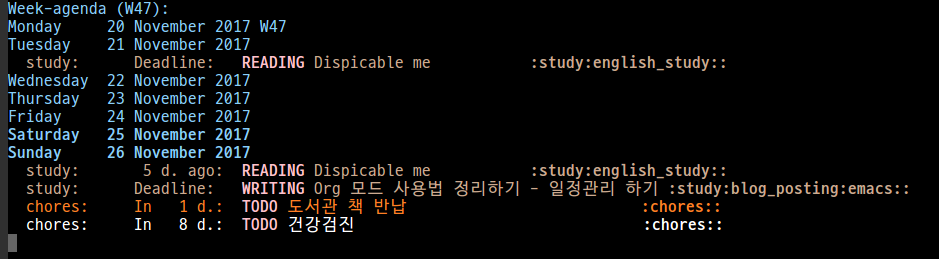 Week-agenda (W47):
Monday 20 November 2017 W47
Tuesday 21 November 2017
study: Deadline: READING Dispicable me :study:english_study::
Wednesday 22 November 2017
Thursday 23 November 2017
Friday 24 November 2017
Saturday 25 November 2017
Sunday 26 November 2017
study: 5 d. ago: READING Dispicable me :study:english_study::
study: Deadline: WRITING Org 모드 사용법 정리하기 - 일정관리 하기 :study:blog_posting:emacs::
chores: In 1 d.: TODO 도서관 책 반납 :chores::
chores: In 8 d.: TODO 건강검진 :chores::